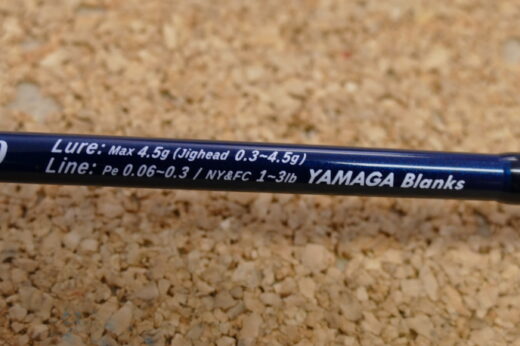 Lure: Max 4.5g (Jighead 0.3~4.5g)
Line: Pe 0.06~0.3 / NY&FC 1~3lb YAMAGA Blanks